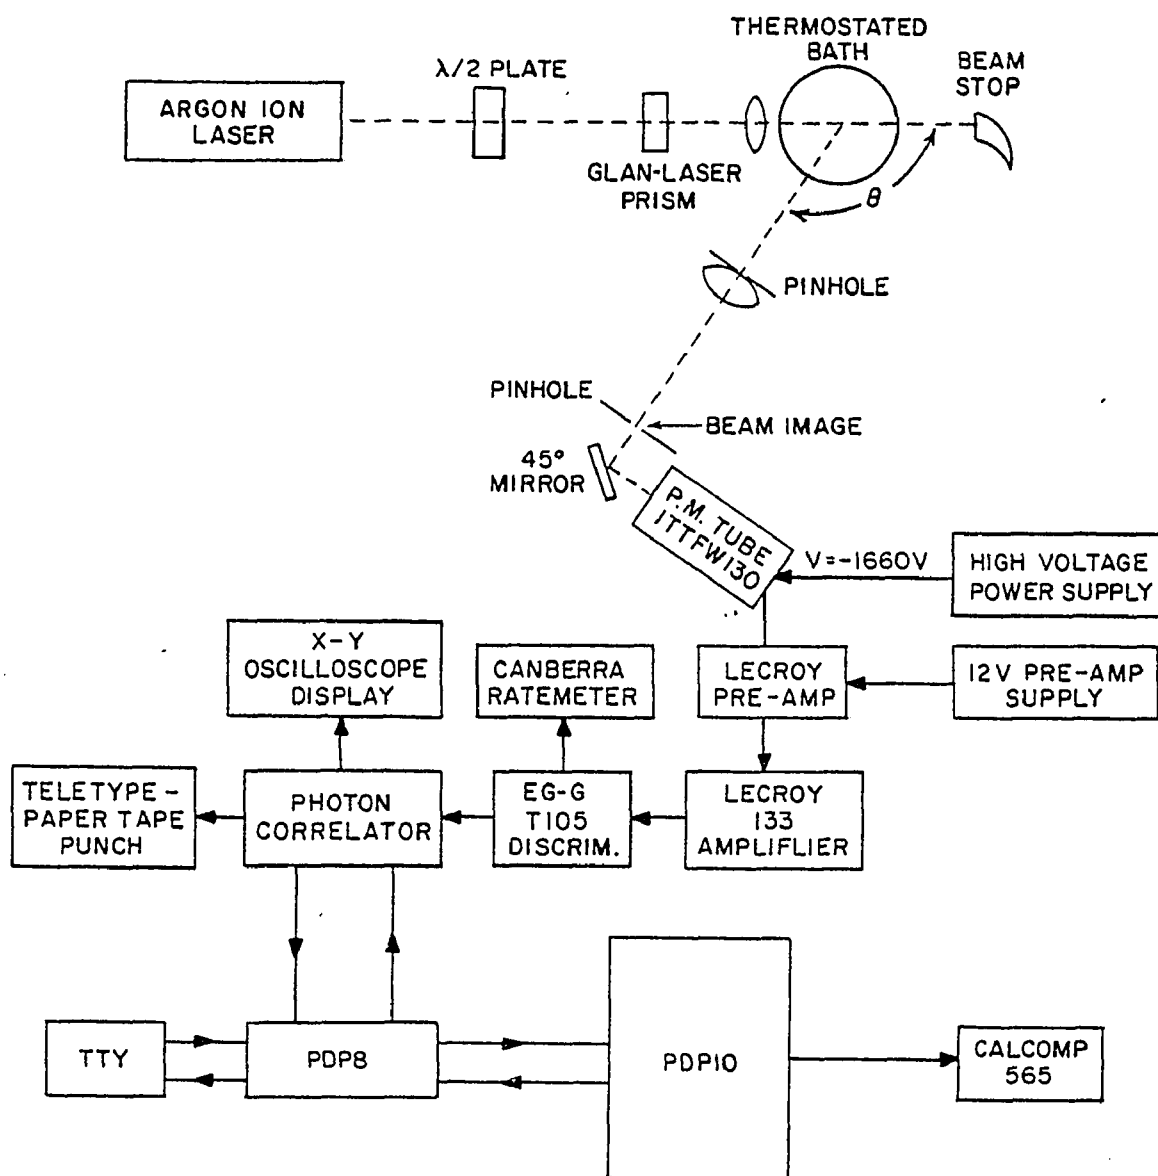 THERMOSTATED
BATH
BEAM
STOP
λ/2 PLATE
ARGON ION
LASER
GLAN-LASER
PRISM
θ
PINHOLE
PINHOLE
BEAM IMAGE
45°
MIRROR
P.M. TUBE
ITTFW130
V=-1660V
HIGH VOLTAGE
POWER SUPPLY
X-Y
OSCILLOSCOPE
DISPLAY
CANBERRA
RATEMETER
LECROY
PRE-AMP
12V PRE-AMP
SUPPLY
TELETYPE-
PAPER TAPE
PUNCH
PHOTON
CORRELATOR
EG-G
T105
DISCRIM.
LECROY
133
AMPLIFLIER
TTY
PDP8
PDP10
CALCOMP
565